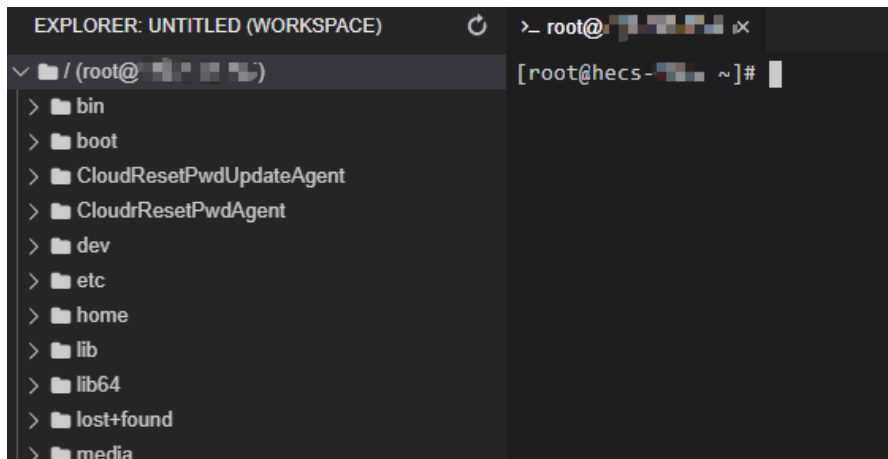 EXPLORER: UNTITLED (WORKSPACE)
/ (root@ )
bin
boot
CloudResetPwdUpdateAgent
CloudrResetPwdAgent
dev
etc
home
lib
lib64
lost+found
media
>_ root@
[root@hecs- ~]#